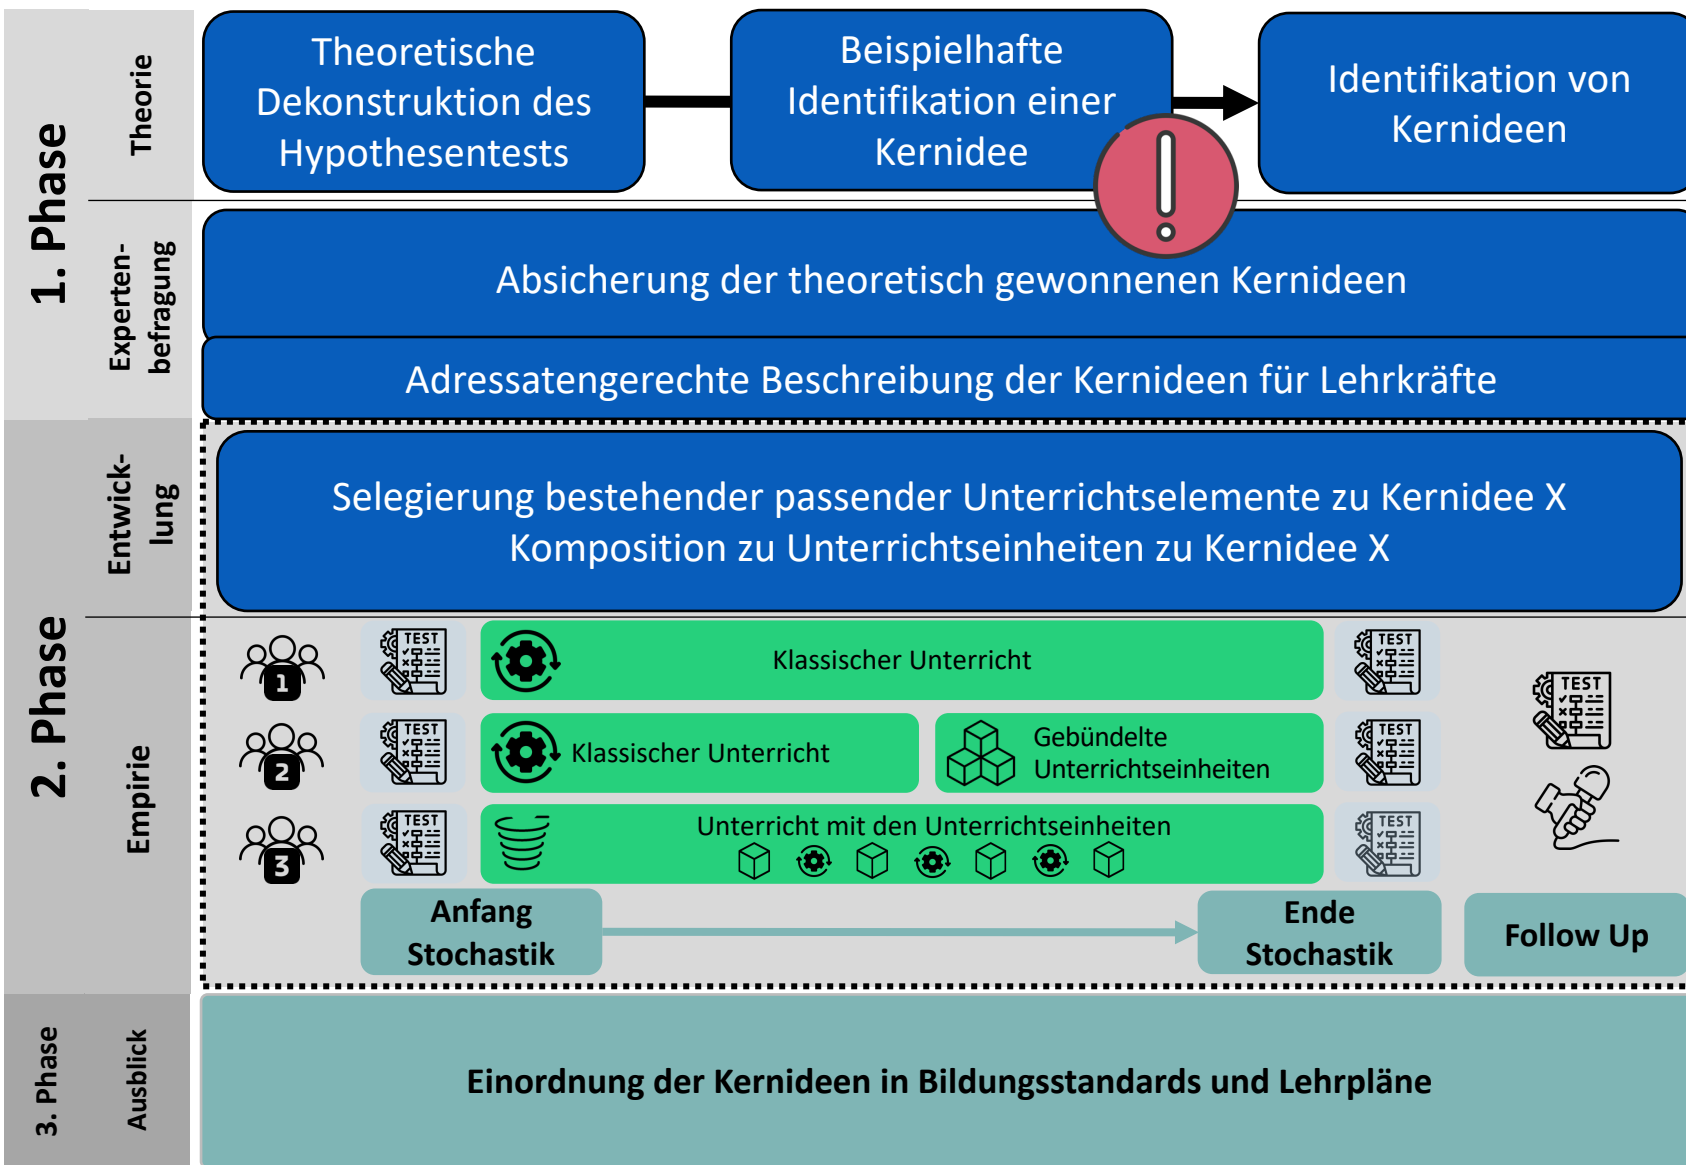 1. Phase
Theorie
Theoretische
Dekonstruktion des
Hypothesentests
Beispielhafte
Identifikation einer
Kernidee
Identifikation von
Kernideen
Experten-
befragung
Absicherung der theoretisch gewonnenen Kernideen
Adressatengerechte Beschreibung der Kernideen für Lehrkräfte
2. Phase
Entwick-
lung
Selegierung bestehender passender Unterrichtselemente zu Kernidee X
Komposition zu Unterrichtseinheiten zu Kernidee X
Empirie
1
TEST
Klassischer Unterricht
TEST
2
TEST
Klassischer Unterricht
Gebündelte
Unterrichtseinheiten
TEST
TEST
3
TEST
Unterricht mit den Unterrichtseinheiten
TEST
Anfang
Stochastik
Ende
Stochastik
Follow Up
3. Phase
Ausblick
Einordnung der Kernideen in Bildungsstandards und Lehrpläne